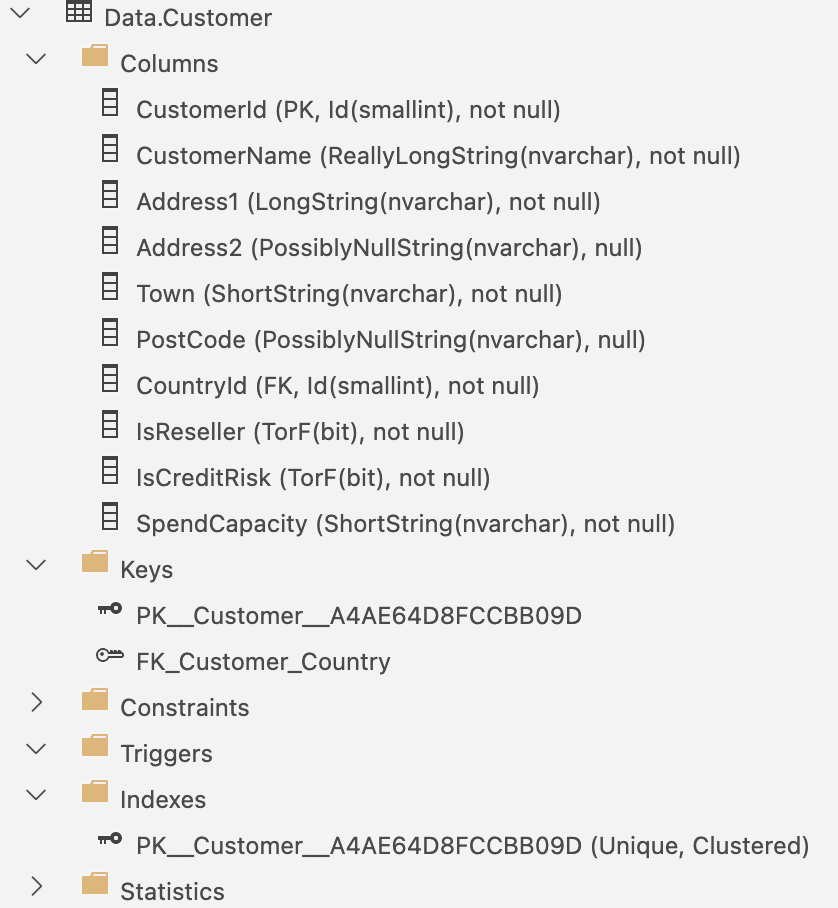 Data.Customer
Columns
CustomerId (PK, Id(smallint), not null)
CustomerName (ReallyLongString(nvarchar), not null)
Address1 (LongString(nvarchar), not null)
Address2 (PossiblyNullString(nvarchar), null)
Town (ShortString(nvarchar), not null)
PostCode (PossiblyNullString(nvarchar), null)
CountryId (FK, Id(smallint), not null)
IsReseller (TorF(bit), not null)
IsCreditRisk (TorF(bit), not null)
SpendCapacity (ShortString(nvarchar), not null)
Keys
PK__Customer__A4AE64D8FCCBB09D
FK_Customer_Country
Constraints
Triggers
Indexes
PK__Customer__A4AE64D8FCCBB09D (Unique, Clustered)
Statistics